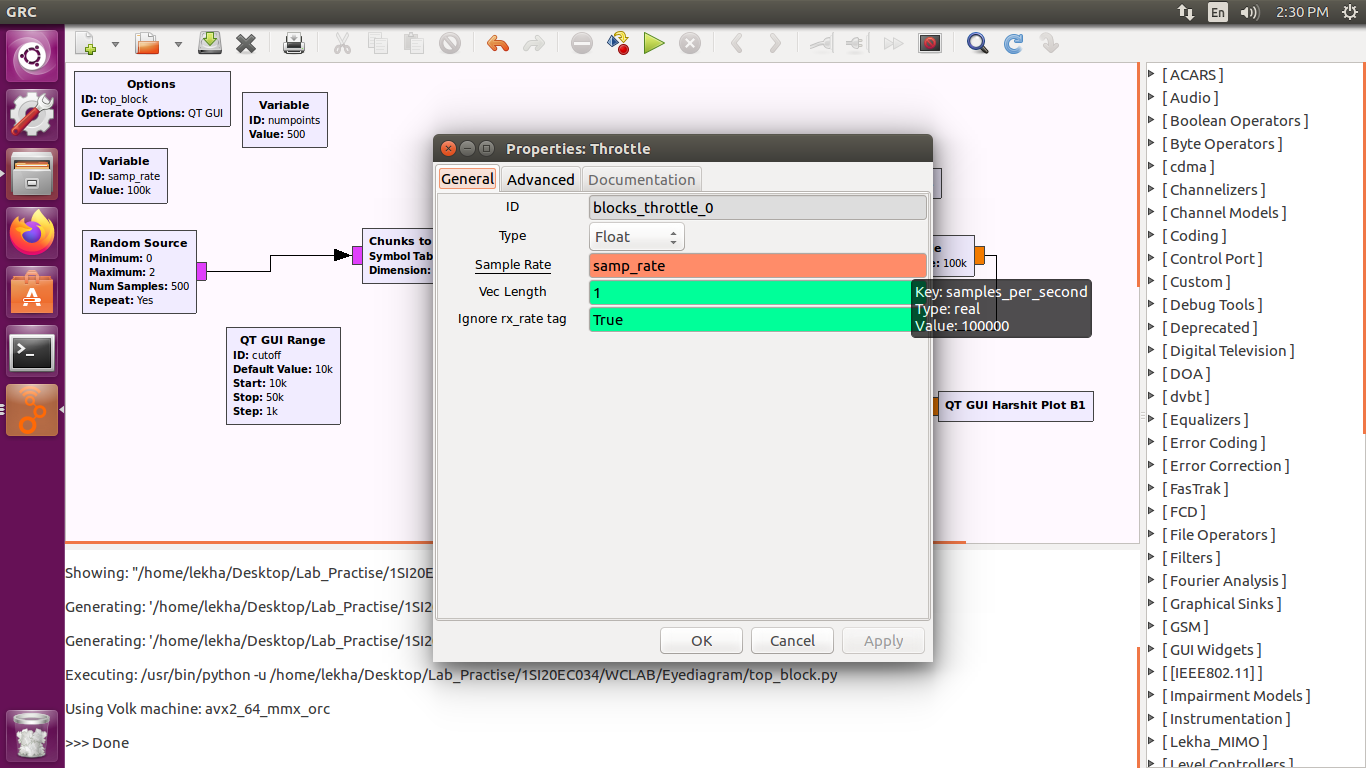 GRC
En
2:30 PM
Options
ID: top_block
Generate Options: QT GUI
Variable
ID: numpoints
Value: 500
Variable
ID: samp_rate
Value: 100k
Random Source
Minimum: 0
Maximum: 2
Num Samples: 500
Repeat: Yes
Chunks to
Symbol Tab
Dimension:
QT GUI Range
ID: cutoff
Default Value: 10k
Start: 10k
Stop: 50k
Step: 1k
Properties: Throttle
General
Advanced
Documentation
ID
blocks_throttle_0
Type
Float
Sample Rate
samp_rate
Vec Length
1
Ignore rx_rate tag
True
Key: samples_per_second
Type: real
Value: 100000
OK
Cancel
Apply
e
e: 100k
QT GUI Harshit Plot B1
Showing: "/home/lekha/Desktop/Lab_Practise/1SI20E
Generating: '/home/lekha/Desktop/Lab_Practise/1SI2
Generating: '/home/lekha/Desktop/Lab_Practise/1SI2
Executing: /usr/bin/python -u /home/lekha/Desktop/Lab_Practise/1SI20EC034/WCLAB/Eyediagram/top_block.py
Using Volk machine: avx2_64_mmx_orc
>>> Done
[ ACARS ]
[ Audio ]
[ Boolean Operators ]
[ Byte Operators ]
[ cdma ]
[ Channelizers ]
[ Channel Models ]
[ Coding ]
[ Control Port ]
[ Custom ]
[ Debug Tools ]
[ Deprecated ]
[ Digital Television ]
[ DOA ]
[ dvbt ]
[ Equalizers ]
[ Error Coding ]
[ Error Correction ]
[ FasTrak ]
[ FCD ]
[ File Operators ]
[ Filters ]
[ Fourier Analysis ]
[ Graphical Sinks ]
[ GSM ]
[ GUI Widgets ]
[ [IEEE802.11] ]
[ Impairment Models ]
[ Instrumentation ]
[ Lekha_MIMO ]
[ Level Controllers ]